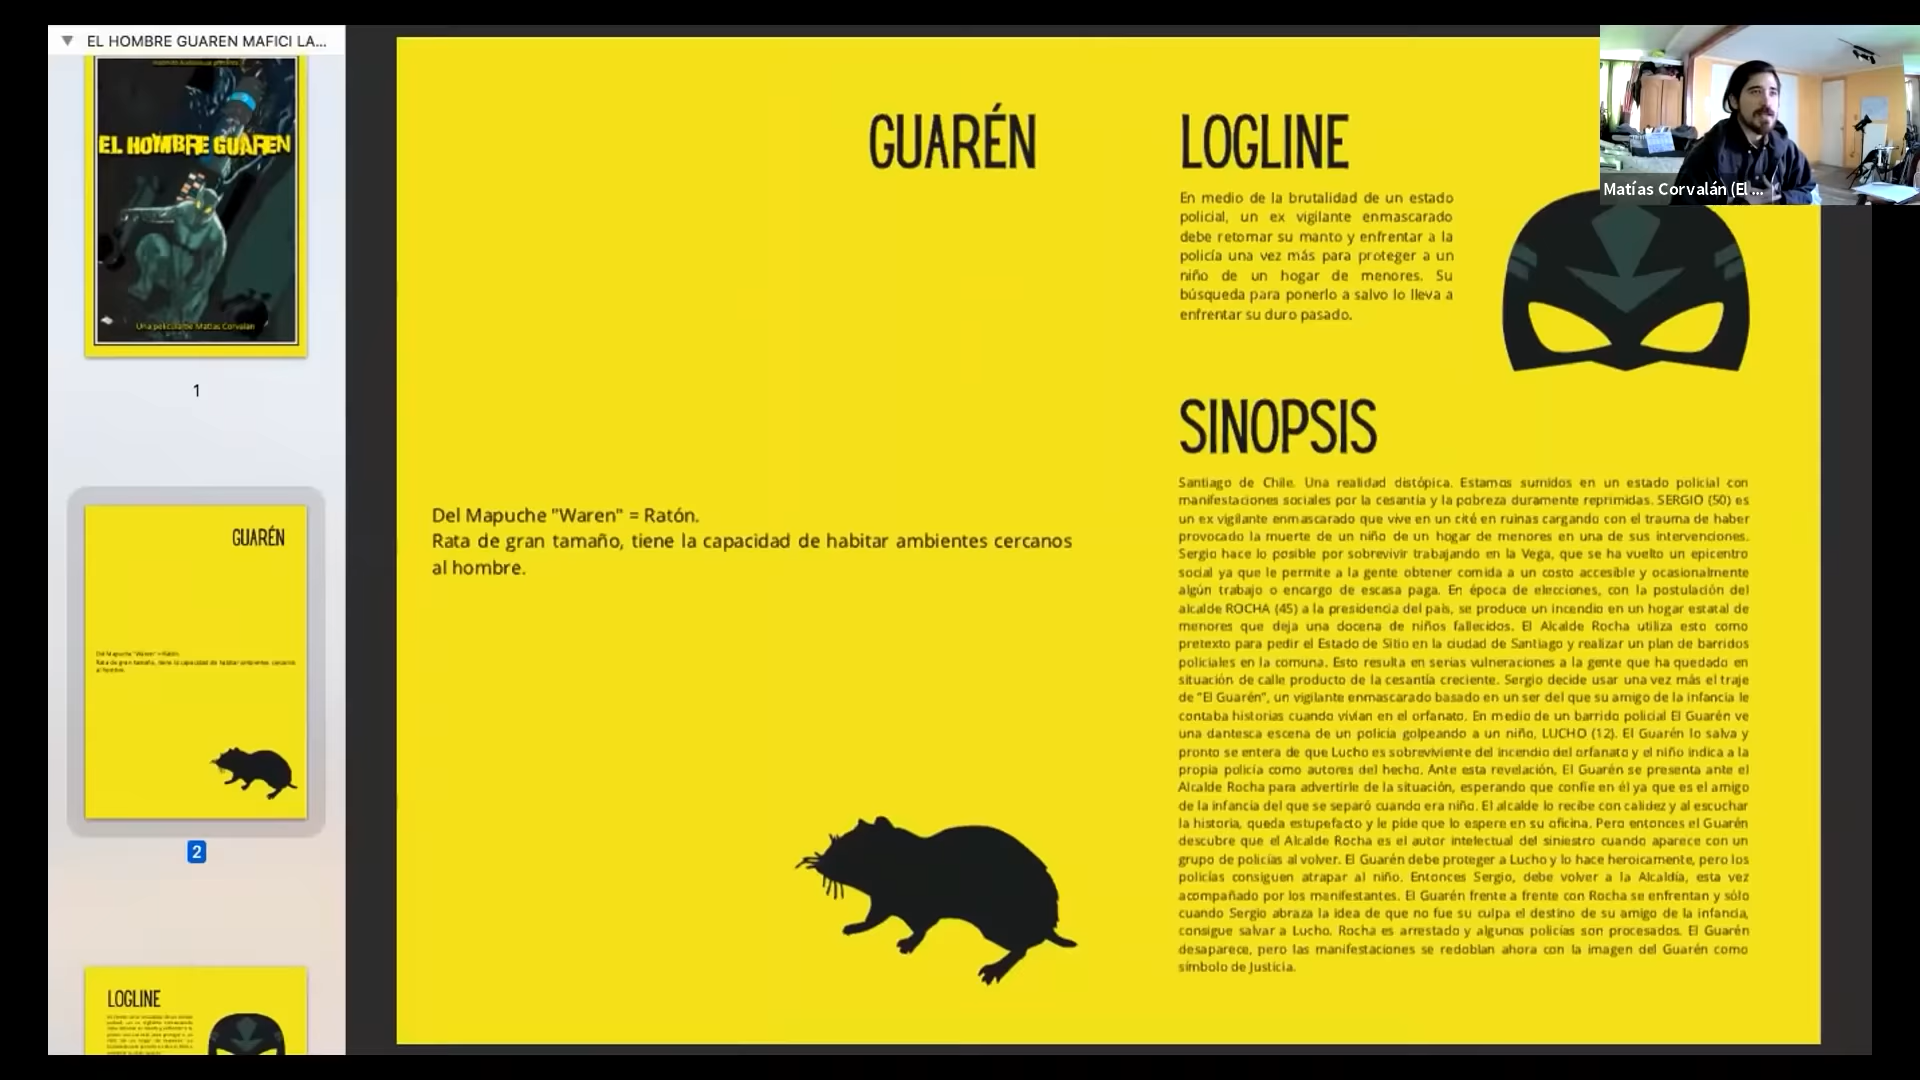 EL HOMBRE GUAREN MAFICI LA...
EL HOMBRE GUAREN
Una película de Matías Corvalán
1
GUARÉN
Del Mapuche "Waren" = Ratón.
Rata de gran tamaño, tiene la capacidad de habitar ambientes cercanos
al hombre.
2
LOGLINE
GUARÉN
Del Mapuche "Waren" = Ratón.
Rata de gran tamaño, tiene la capacidad de habitar ambientes cercanos
al hombre.
LOGLINE
En medio de la brutalidad de un estado
policial, un ex vigilante enmascarado
debe retomar su manto y enfrentar a la
policía una vez más para proteger a un
niño de un hogar de menores. Su
búsqueda para ponerlo a salvo lo lleva a
enfrentar su duro pasado.
SINOPSIS
Santiago de Chile. Una realidad distópica. Estamos sumidos en un estado policial con
manifestaciones sociales por la cesantía y la pobreza duramente reprimidas. SERGIO (50) es
un ex vigilante enmascarado que vive en un cité en ruinas cargando con el trauma de haber
provocado la muerte de un niño de un hogar de menores en una de sus intervenciones.
Sergio hace lo posible por sobrevivir trabajando en la Vega, que se ha vuelto un epicentro
social ya que le permite a la gente obtener comida a un costo accesible y ocasionalmente
algún trabajo o encargo de escasa paga. En época de elecciones, con la postulación del
alcalde ROCHA (45) a la presidencia del país, se produce un incendio en un hogar estatal de
menores que deja una docena de niños fallecidos. El Alcalde Rocha utiliza esto como
pretexto para pedir el Estado de Sitio en la ciudad de Santiago y realizar un plan de barridos
policiales en la comuna. Esto resulta en serias vulneraciones a la gente que ha quedado en
situación de calle producto de la cesantía creciente. Sergio decide usar una vez más el traje
de "El Guarén", un vigilante enmascarado basado en un ser del que su amigo de la infancia le
contaba historias cuando vivían en el orfanato. En medio de un barrido policial El Guarén ve
una dantesca escena de un policía golpeando a un niño, LUCHO (12). El Guarén lo salva y
pronto se entera de que Lucho es sobreviviente del incendio del orfanato y el niño indica a la
propia policía como autores del hecho. Ante esta revelación, El Guarén se presenta ante el
Alcalde Rocha para advertirle de la situación, esperando que confíe en él ya que es el amigo
de la infancia del que se separó cuando era niño. El alcalde lo recibe con calidez y al escuchar
la historia, queda estupefacto y le pide que lo espere en su oficina. Pero entonces el Guarén
descubre que el Alcalde Rocha es el autor intelectual del siniestro cuando aparece con un
grupo de policías al volver. El Guarén debe proteger a Lucho y lo hace heroicamente, pero los
policías consiguen atrapar al niño. Entonces Sergio, debe volver a la Alcaldía, esta vez
acompañado por los manifestantes. El Guarén frente a frente con Rocha se enfrentan y sólo
cuando Sergio abraza la idea de que no fue su culpa el destino de su amigo de la infancia,
consigue salvar a Lucho. Rocha es arrestado y algunos policías son procesados. El Guarén
desaparece, pero las manifestaciones se redoblan ahora con la imagen del Guarén como
símbolo de Justicia.
Matías Corvalán (El ...